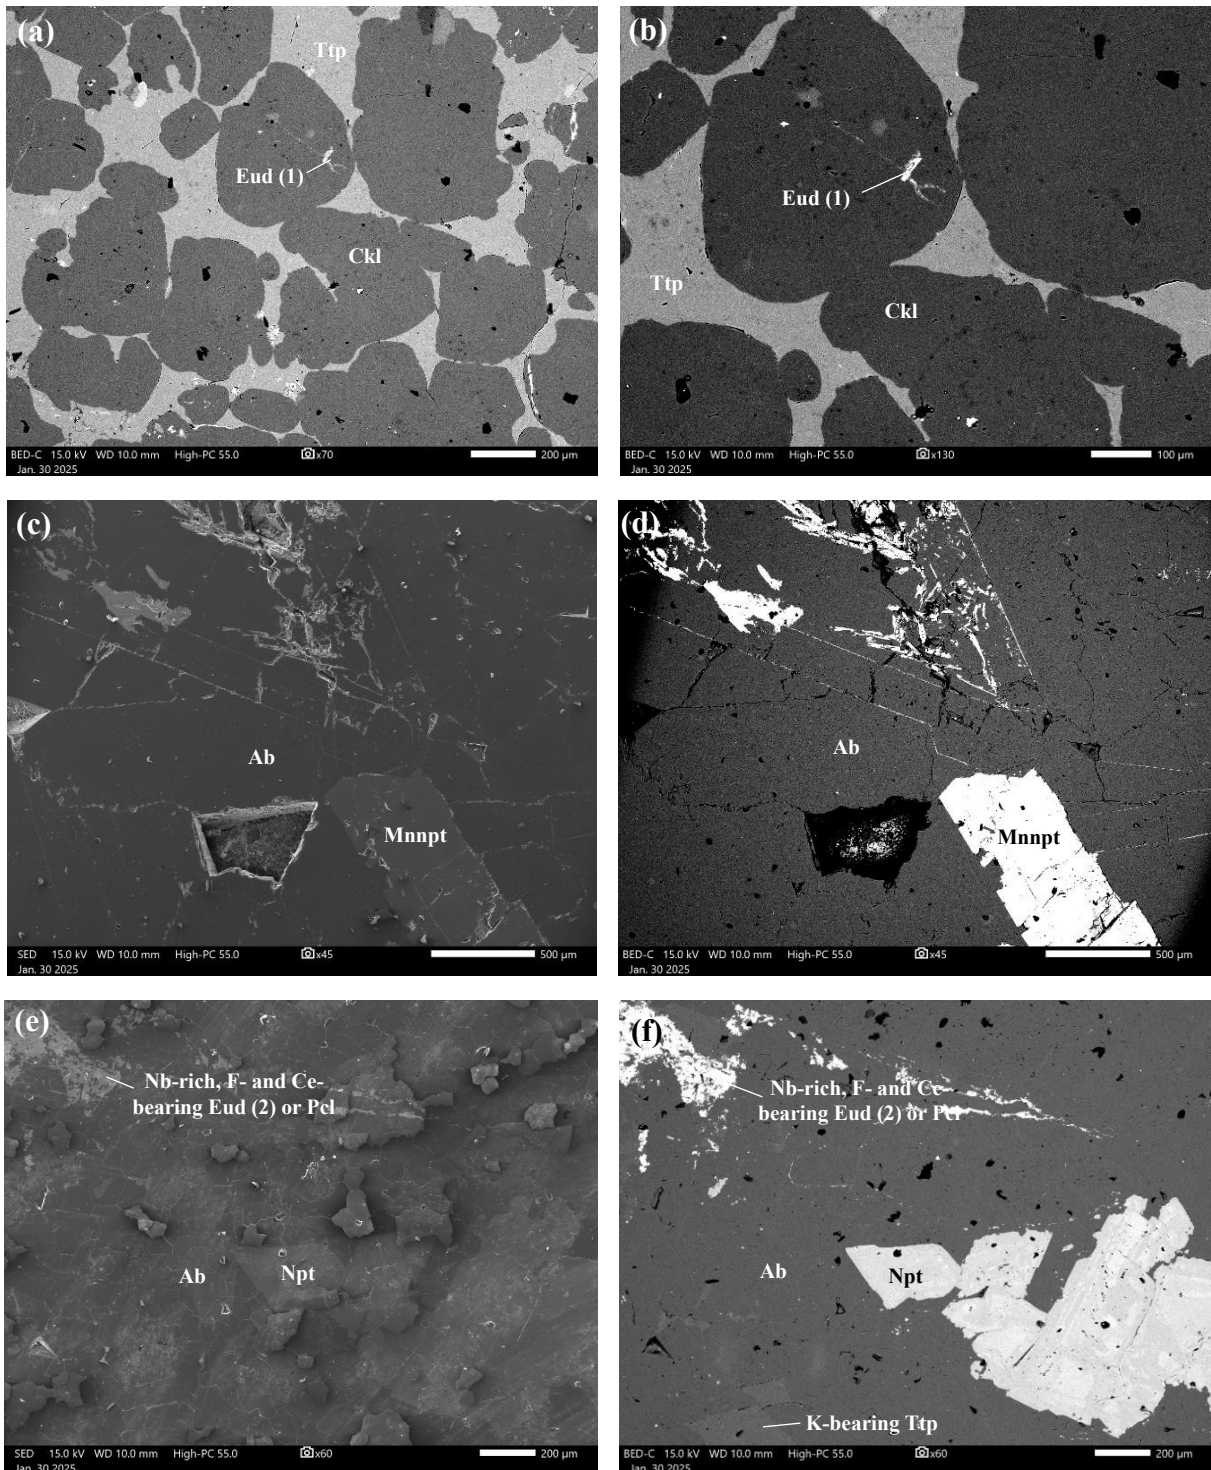 (a)
Ttp
Eud (1)
Ckl
BED-C 15.0 kV WD 10.0 mm High-PC 55.0 x70 200 µm
Jan. 30 2025
(b)
Eud (1)
Ttp
Ckl
BED-C 15.0 kV WD 10.0 mm High-PC 55.0 x130 100 µm
Jan. 30 2025
(c)
Ab
Mnnpt
SED 15.0 kV WD 10.0 mm High-PC 55.0 x45 500 µm
Jan. 30 2025
(d)
Ab
Mnnpt
BED-C 15.0 kV WD 10.0 mm High-PC 55.0 x45 500 µm
Jan. 30 2025
(e)
Nb-rich, F- and Ce-
bearing Eud (2) or Pcl
Ab
Npt
SED 15.0 kV WD 10.0 mm High-PC 55.0 x60 200 µm
Jan. 30 2025
(f)
Nb-rich, F- and Ce-
bearing Eud (2) or Pcl
Ab
Npt
K-bearing Ttp
BED-C 15.0 kV WD 10.0 mm High-PC 55.0 x60 200 µm
Jan. 30 2025